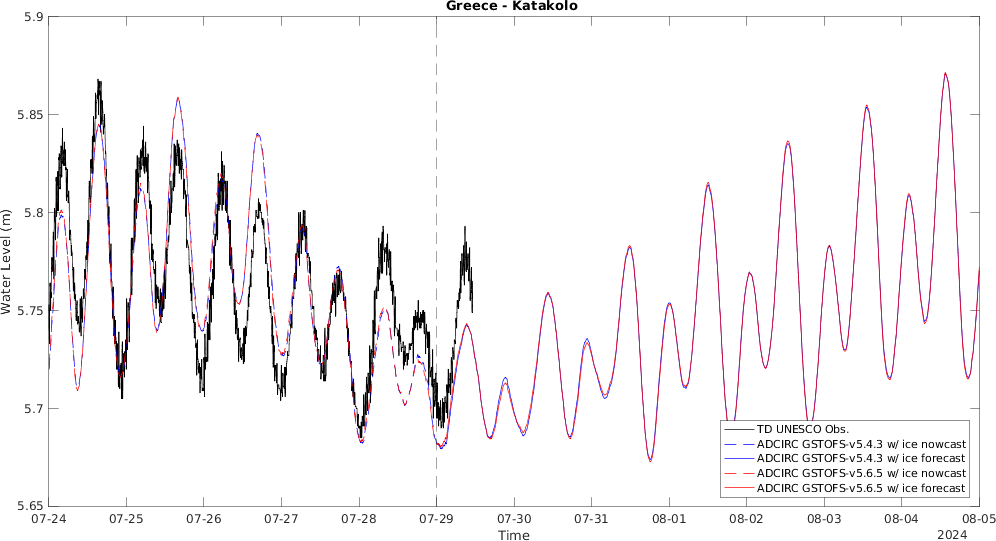 Greece - Katakolo
5.9
5.85
5.8
5.75
5.7
5.65
Water Level (m)
TD UNESCO Obs.
ADCIRC GSTOFS-v5.4.3 w/ ice nowcast
ADCIRC GSTOFS-v5.4.3 w/ ice forecast
ADCIRC GSTOFS-v5.6.5 w/ ice nowcast
ADCIRC GSTOFS-v5.6.5 w/ ice forecast
07-24 07-25 07-26 07-27 07-28 07-29 07-30 07-31 08-01 08-02 08-03 08-04 08-05
Time
2024